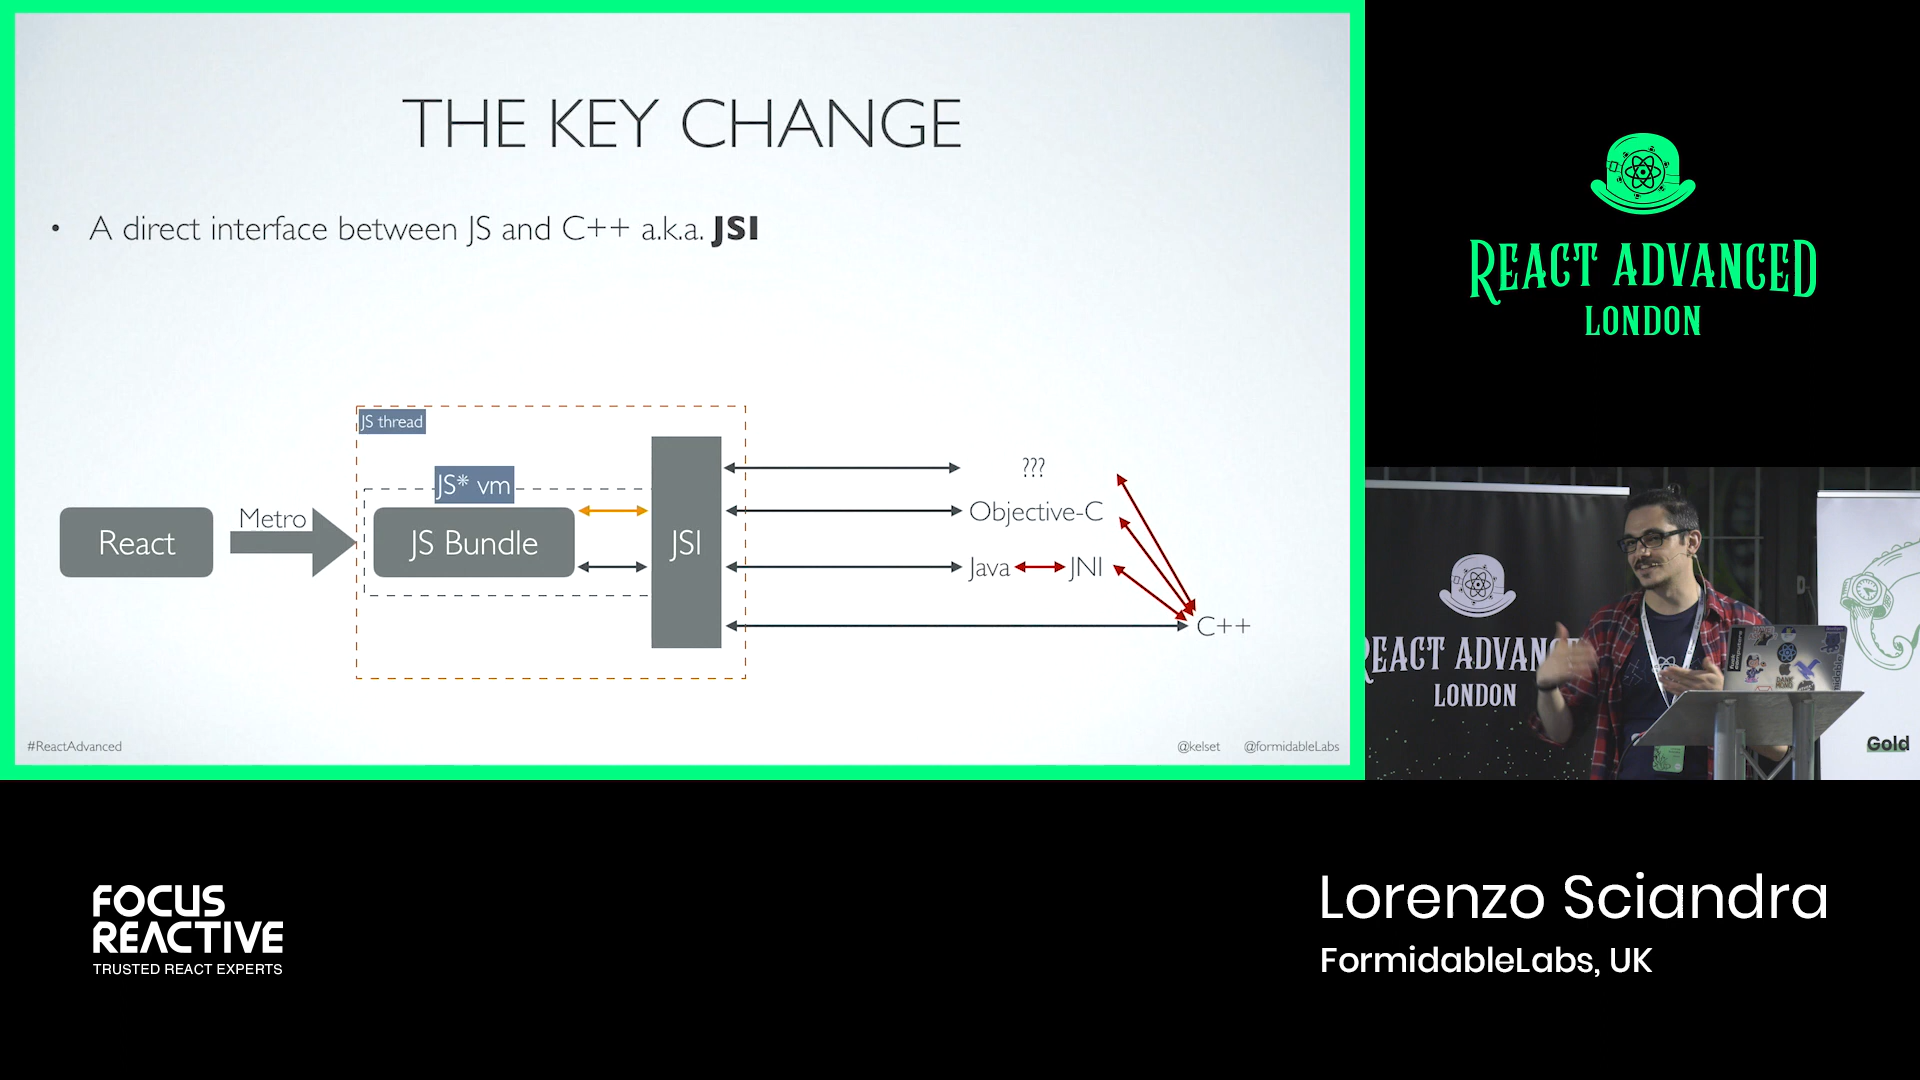 THE KEY CHANGE
• A direct interface between JS and C++ a.k.a. JSI
JS thread
JS* vm
React
Metro
JS Bundle
JSI
???
Objective-C
Java
JNI
C++
#ReactAdvanced
@kelset
@formidableLabs
REACT ADVANCED
LONDON
REACT ADVANC
LONDON
Gold
FOCUS
REACTIVE
TRUSTED REACT EXPERTS
Lorenzo Sciandra
FormidableLabs, UK